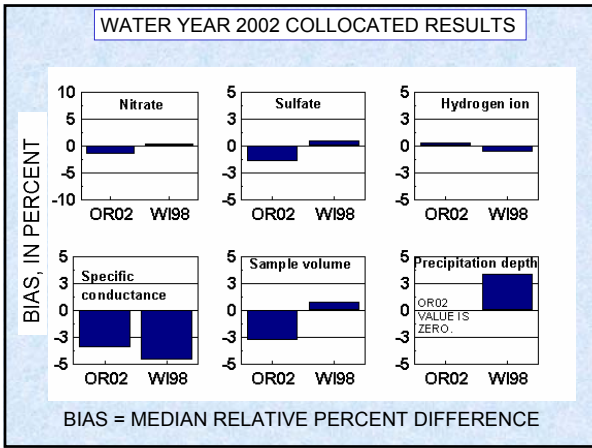 WATER YEAR 2002 COLLOCATED RESULTS
BIAS, IN PERCENT
Nitrate
10
5
0
-5
-10
OR02 WI98
Sulfate
5
3
0
-3
-5
OR02 WI98
Hydrogen ion
5
3
0
-3
-5
OR02 WI98
Specific
conductance
5
3
0
-3
-5
OR02 WI98
Sample volume
5
3
0
-3
-5
OR02 WI98
Precipitation depth
5
3
0
-3
-5
OR02
VALUE IS
ZERO.
OR02 WI98
BIAS = MEDIAN RELATIVE PERCENT DIFFERENCE